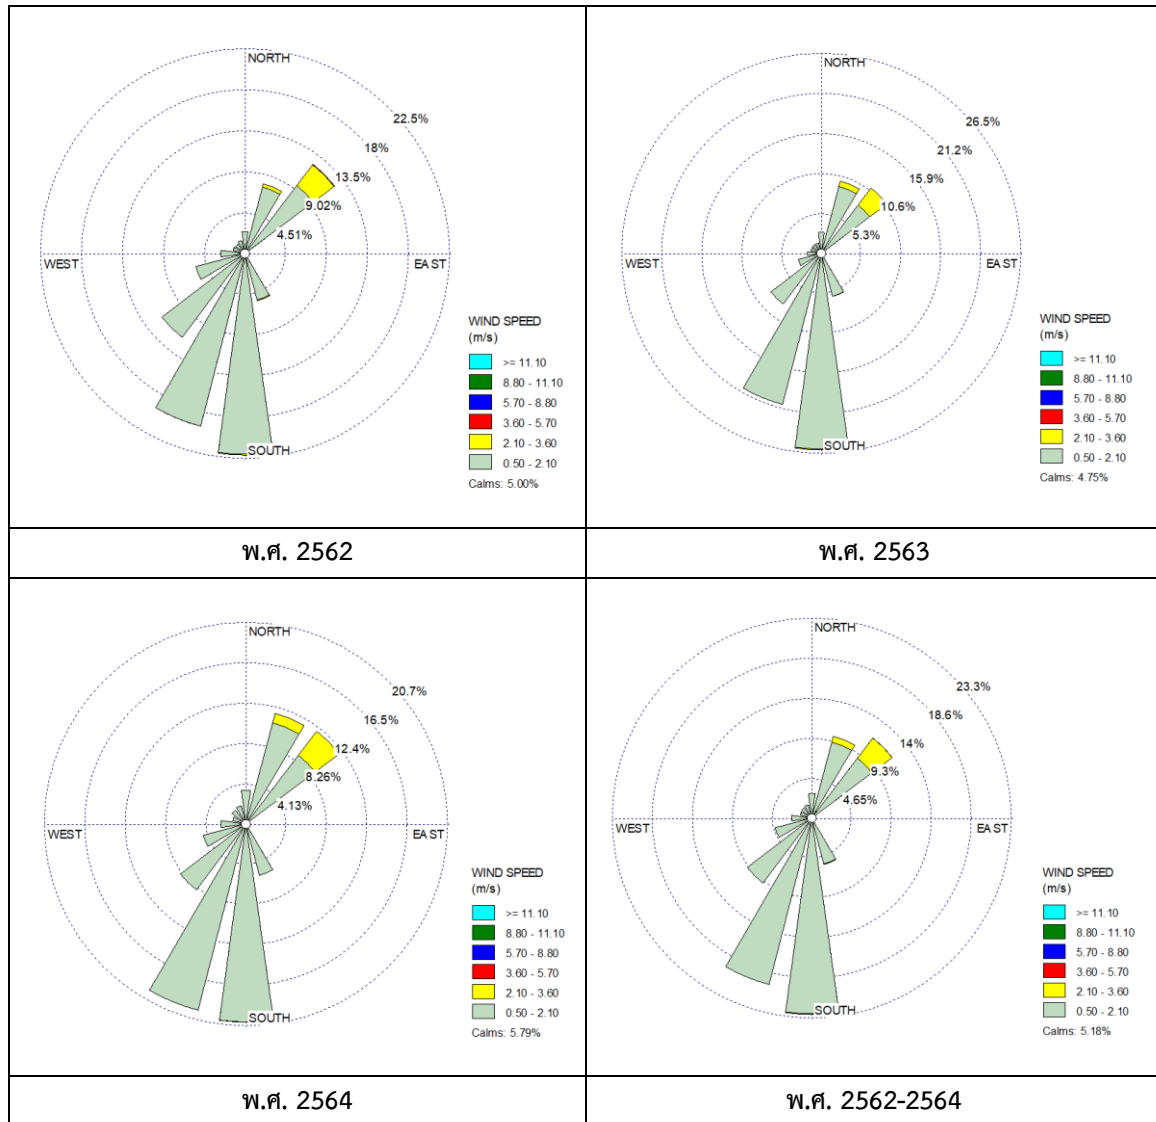 NORTH
22.5%
18%
13.5%
9.02%
4.51%
WEST
EAST
SOUTH
WIND SPEED
(m/s)
>= 11.10
8.80 - 11.10
5.70 - 8.80
3.60 - 5.70
2.10 - 3.60
0.50 - 2.10
Calms: 5.00%
NORTH
26.5%
21.2%
15.9%
10.6%
5.3%
WEST
EAST
SOUTH
WIND SPEED
(m/s)
>= 11.10
8.80 - 11.10
5.70 - 8.80
3.60 - 5.70
2.10 - 3.60
0.50 - 2.10
Calms: 4.75%
พ.ศ. 2562
พ.ศ. 2563
NORTH
20.7%
16.5%
12.4%
8.26%
4.13%
WEST
EAST
SOUTH
WIND SPEED
(m/s)
>= 11.10
8.80 - 11.10
5.70 - 8.80
3.60 - 5.70
2.10 - 3.60
0.50 - 2.10
Calms: 5.79%
NORTH
23.3%
18.6%
14%
9.3%
4.65%
WEST
EAST
SOUTH
WIND SPEED
(m/s)
>= 11.10
8.80 - 11.10
5.70 - 8.80
3.60 - 5.70
2.10 - 3.60
0.50 - 2.10
Calms: 5.18%
พ.ศ. 2564
พ.ศ. 2562-2564